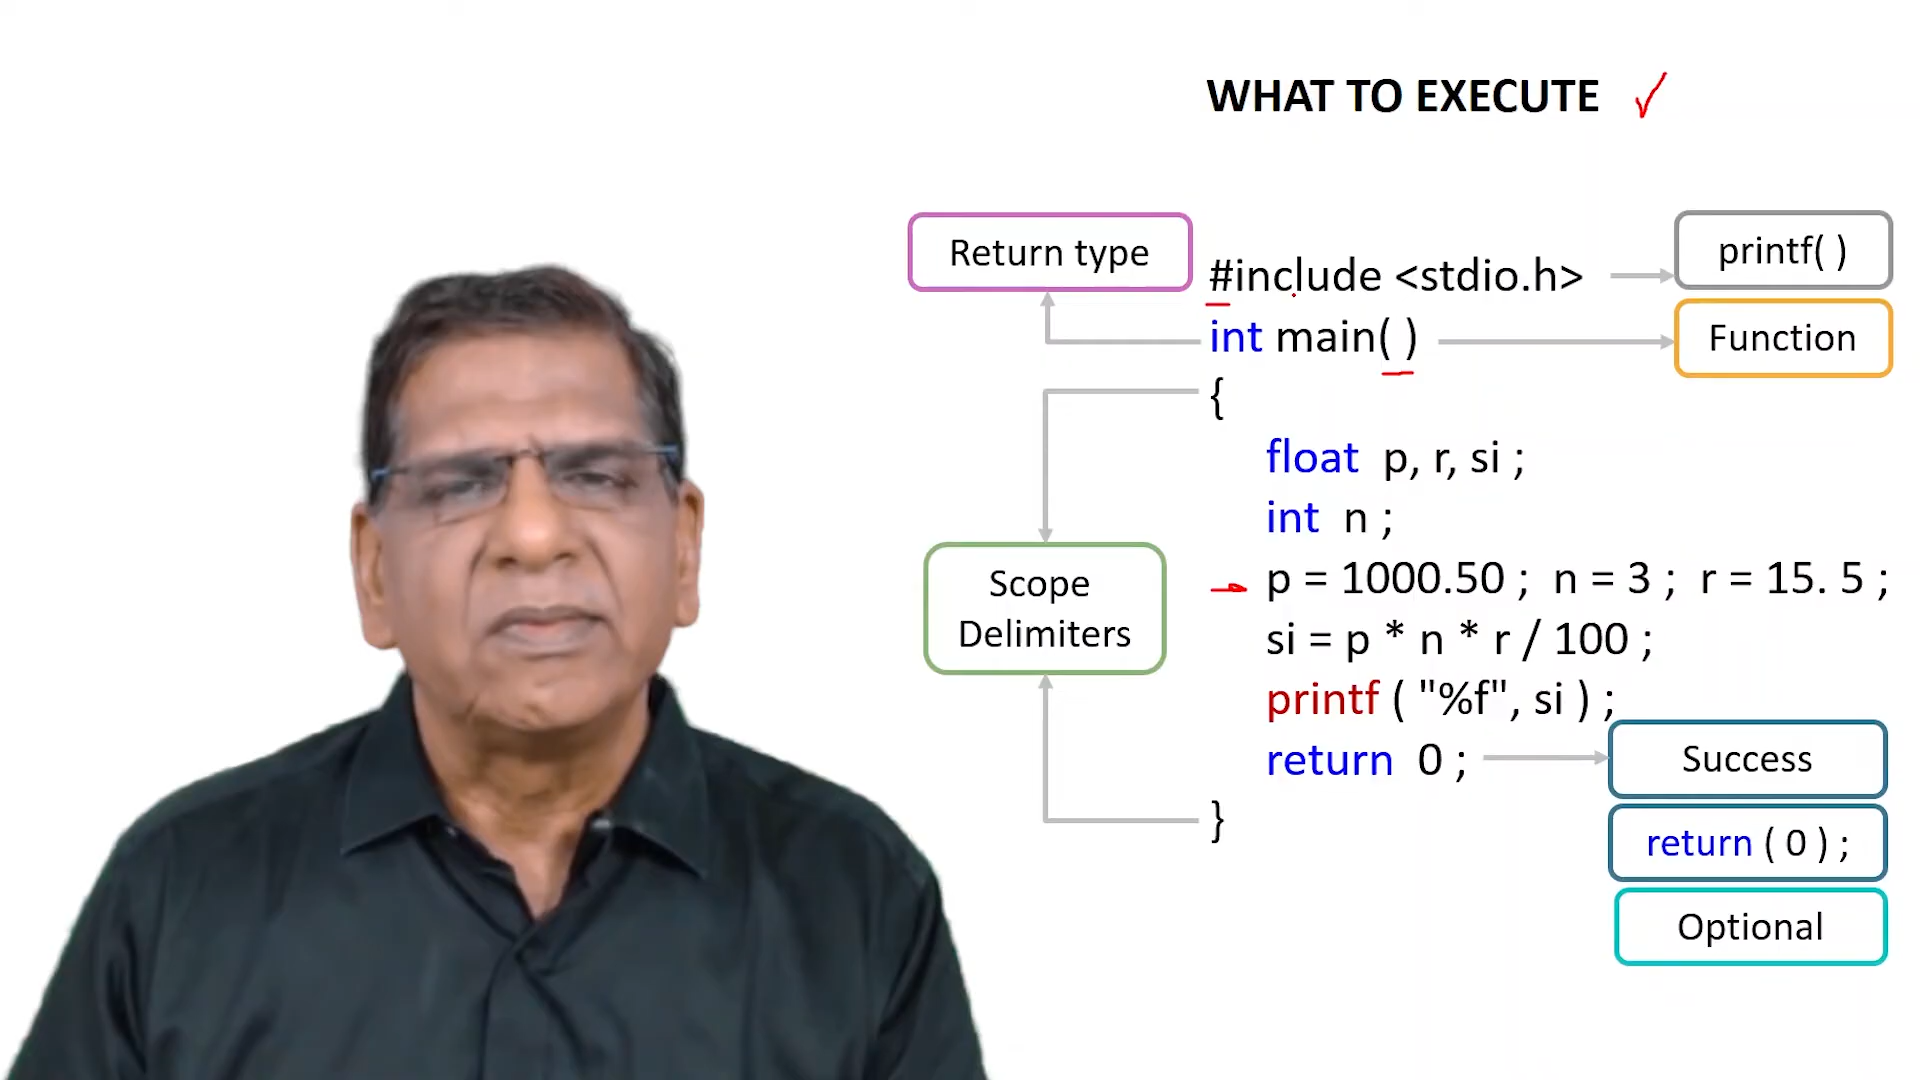 WHAT TO EXECUTE
Return type
#include <stdio.h>
printf( )
int main( )
Function
{
float p, r, si ;
int n ;
Scope
Delimiters
p = 1000.50 ; n = 3 ; r = 15. 5 ;
si = p * n * r / 100 ;
printf ( "%f", si ) ;
return 0 ;
Success
}
return ( 0 ) ;
Optional